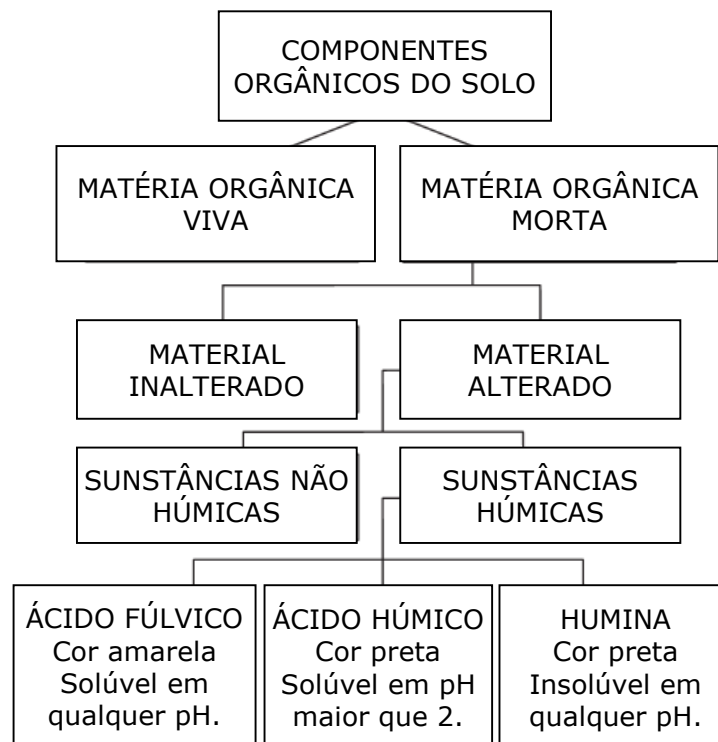 COMPONENTES
ORGÂNICOS DO SOLO
MATÉRIA ORGÂNICA
VIVA
MATÉRIA ORGÂNICA
MORTA
MATERIAL
INALTERADO
MATERIAL
ALTERADO
SUNSTÂNCIAS NÃO
HÚMICAS
SUNSTÂNCIAS
HÚMICAS
ÁCIDO FÚLVICO
Cor amarela
Solúvel em
qualquer pH.
ÁCIDO HÚMICO
Cor preta
Solúvel em pH
maior que 2.
HUMINA
Cor preta
Insolúvel em
qualquer pH.